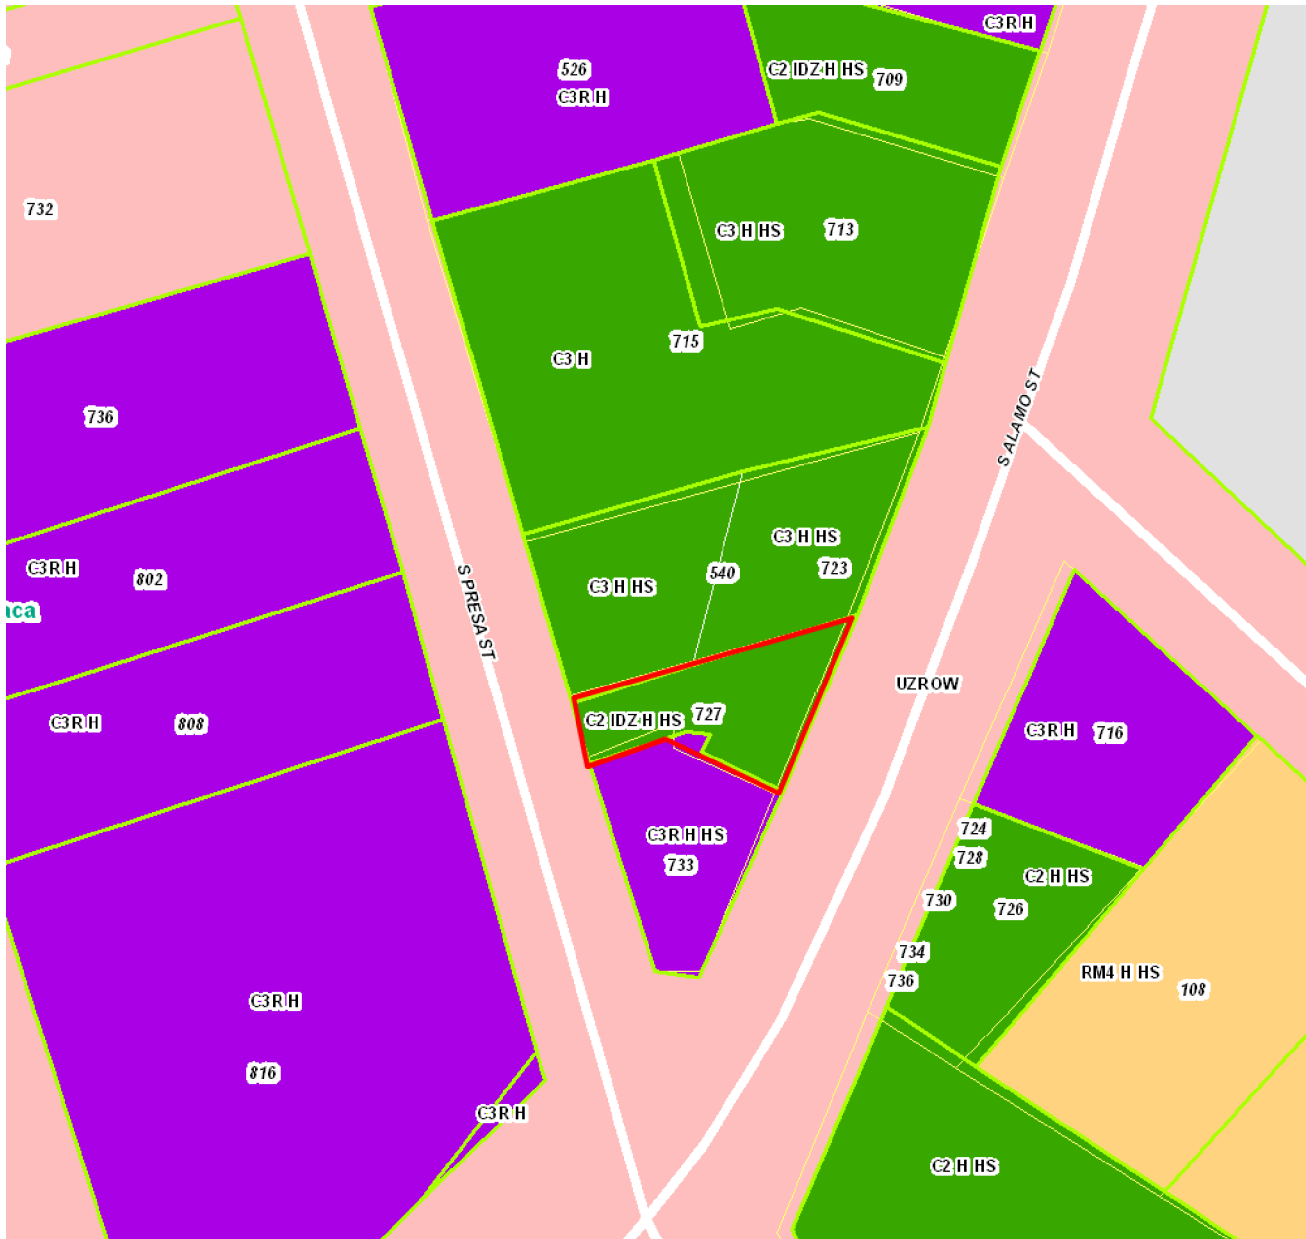 C3R H
526
C2 IDZ H HS 709
C3R H
732
C3 H HS 713
715
C3 H
736
S ALAMO ST
C3 H HS
C3R H 802
C3 H HS 540 723
aca
S PRESA ST
UZROW
C2 IDZ H HS 727
C3R H 808
C3R H 716
C3R H HS
733
724
728
C2 H HS
730 726
734
736
RM4 H HS 108
C3R H
816
C3R H
C2 H HS